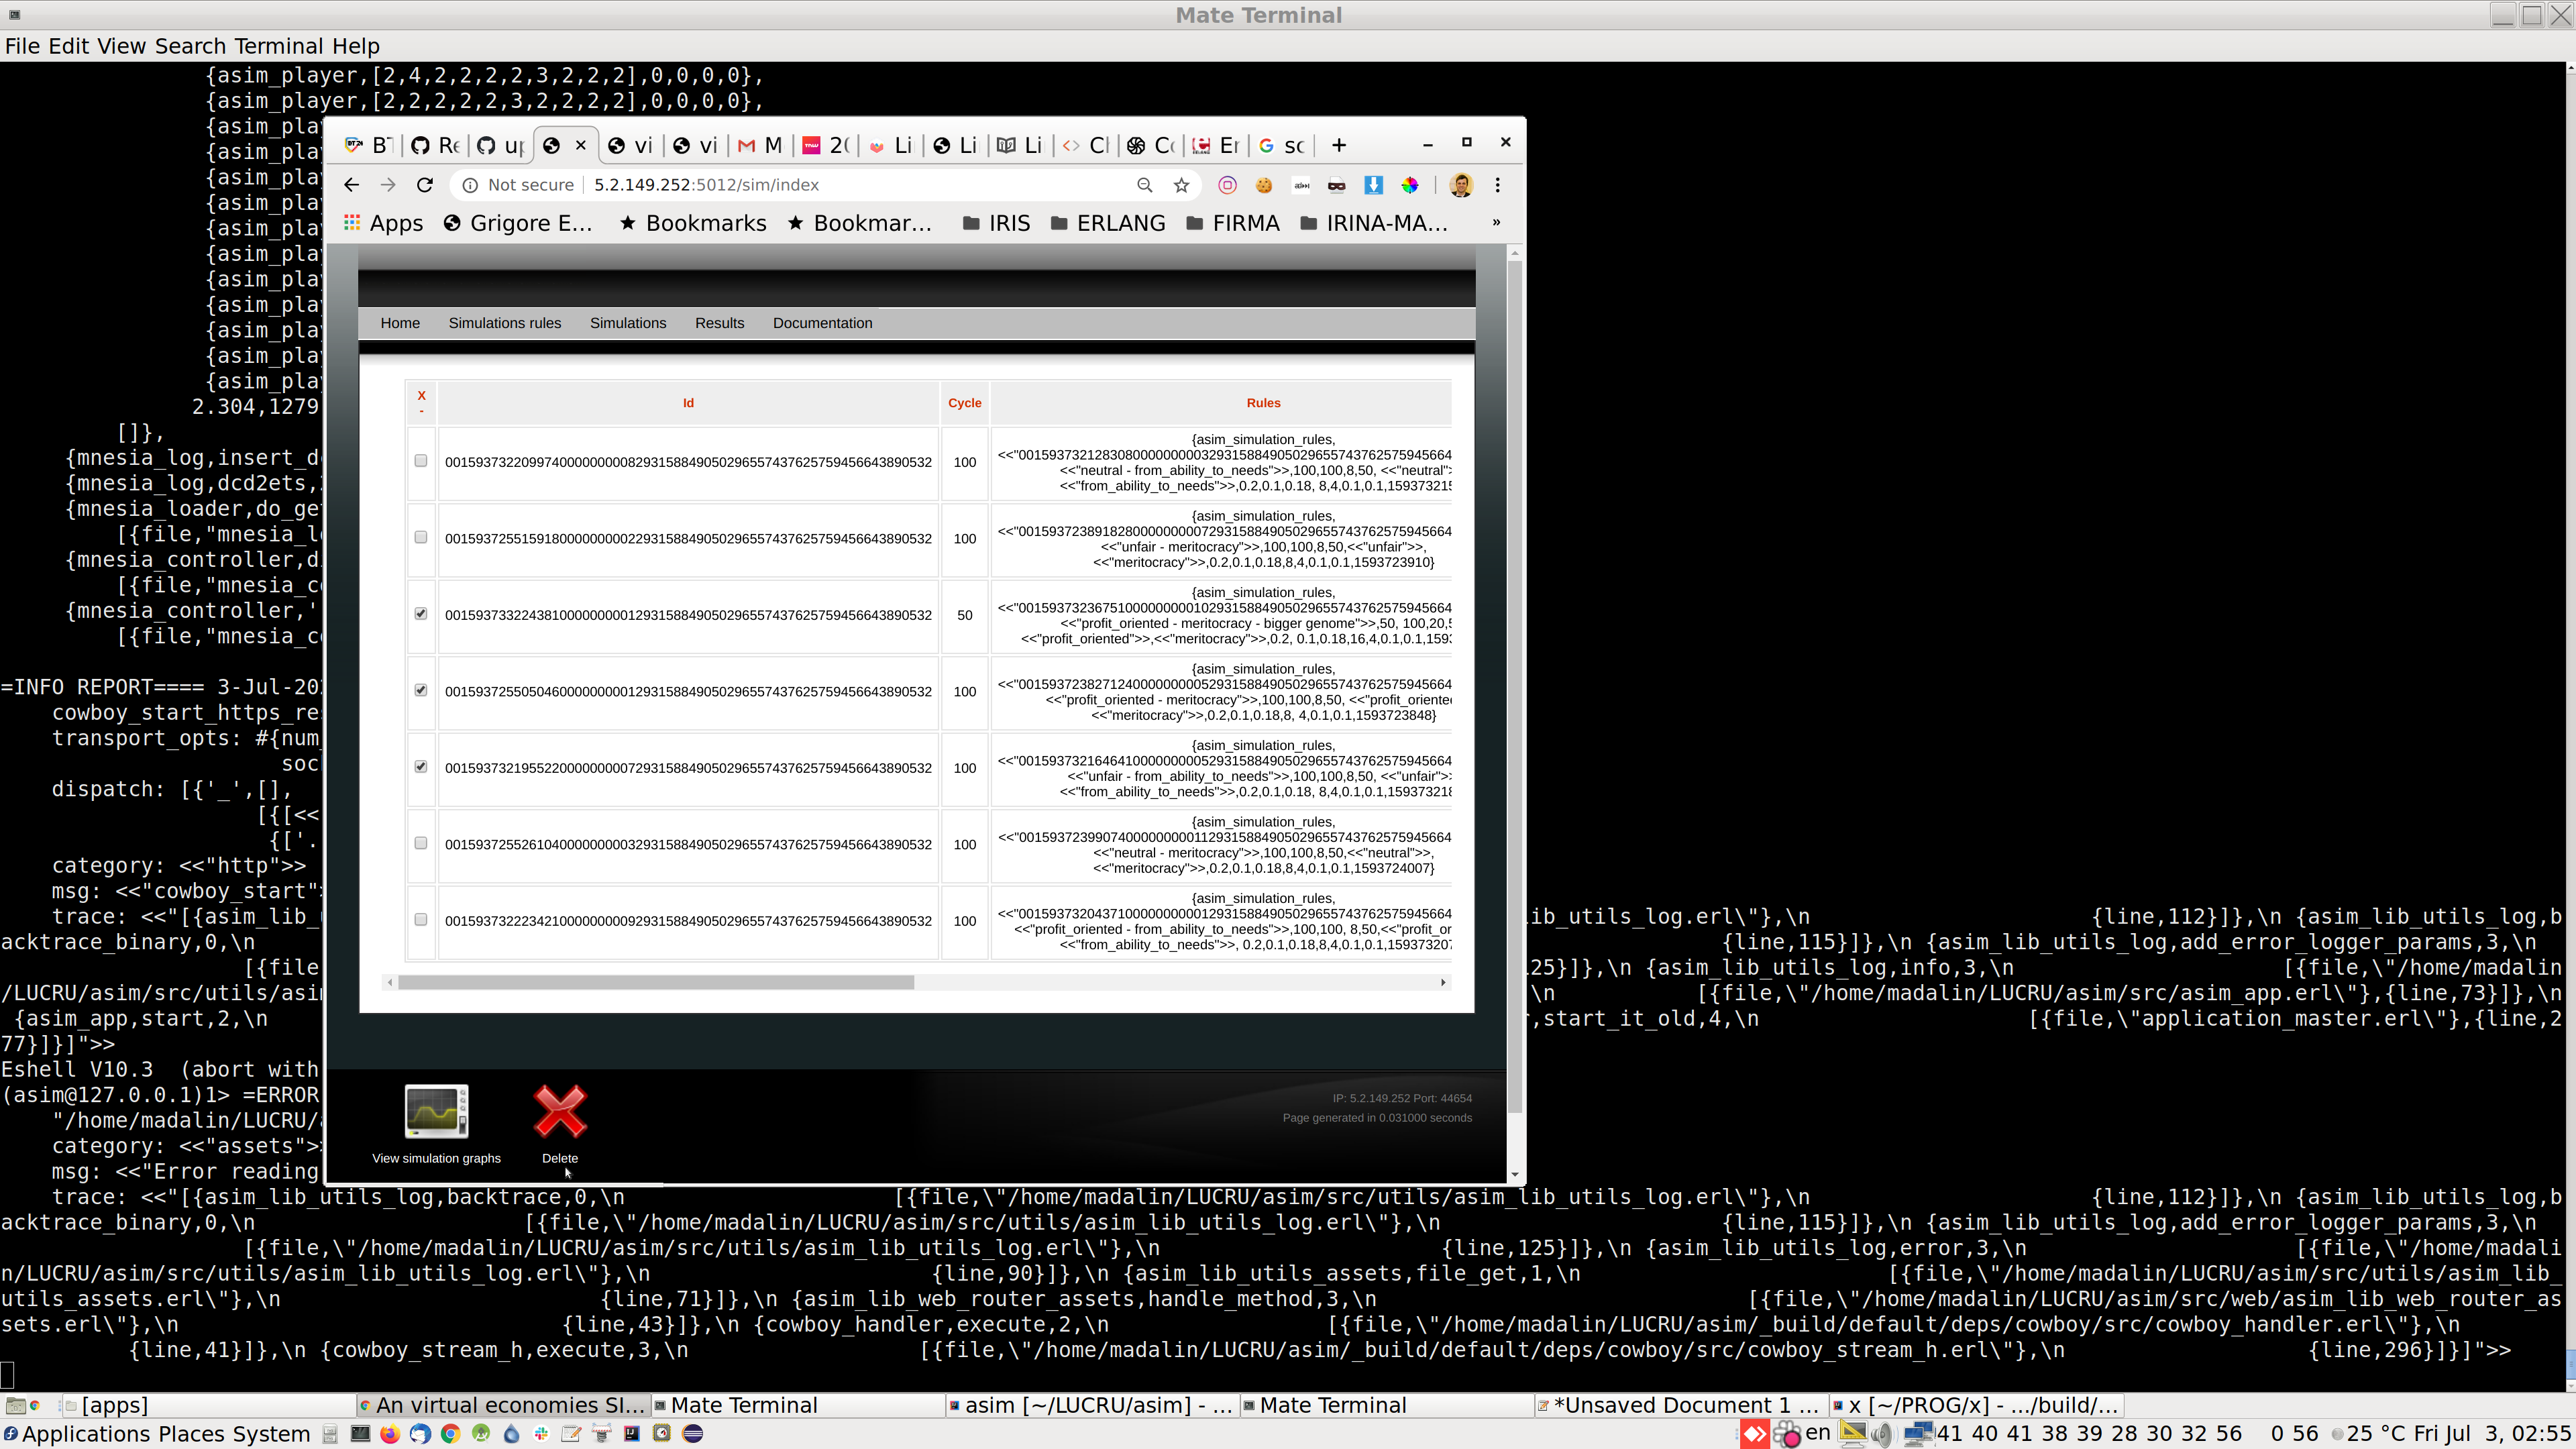 Mate Terminal
File Edit View Search Terminal Help
{asim_player,[2,4,2,2,2,2,3,2,2,2],0,0,0,0},
{asim_player,[2,2,2,2,2,3,2,2,2,2],0,0,0,0},
{asim_pla
{asim_pla
{asim_pla
{asim_pla
{asim_pla
{asim_pla
{asim_pla
{asim_pla
{asim_pla
{asim_pla
{asim_pla
2.304,1279
[]},
{mnesia_log,insert_d
{mnesia_log,dcd2ets,
{mnesia_loader,do_ge
[{file,"mnesia_l
{mnesia_controller,d
[{file,"mnesia_c
{mnesia_controller,'
[{file,"mnesia_c
=INFO REPORT==== 3-Jul-20
cowboy_start_https_res
transport_opts: #{num_
soc
dispatch: [{'_',[],
[{[<<
{['.
category: <<"http">>
msg: <<"cowboy_start"
trace: <<"[{asim_lib_
ib_utils_log.erl\"},\n {line,112}]},\n {asim_lib_utils_log,b
acktrace_binary,0,\n
{line,115}]},\n {asim_lib_utils_log,add_error_logger_params,3,\n
[{file
25}]},\n {asim_lib_utils_log,info,3,\n [{file,\"/home/madalin
/LUCRU/asim/src/utils/asim
\n [{file,\"/home/madalin/LUCRU/asim/src/asim_app.erl\"},{line,73}]},\n
{asim_app,start,2,\n
,start_it_old,4,\n [{file,\"application_master.erl\"},{line,2
77}]}]">>
Eshell V10.3 (abort with
(asim@127.0.0.1)1> =ERROR
"/home/madalin/LUCRU/
category: <<"assets">
msg: <<"Error reading
trace: <<"[{asim_lib_utils_log,backtrace,0,\n [{file,\"/home/madalin/LUCRU/asim/src/utils/asim_lib_utils_log.erl\"},\n {line,112}]},\n {asim_lib_utils_log,b
acktrace_binary,0,\n [{file,\"/home/madalin/LUCRU/asim/src/utils/asim_lib_utils_log.erl\"},\n {line,115}]},\n {asim_lib_utils_log,add_error_logger_params,3,\n
[{file,\"/home/madalin/LUCRU/asim/src/utils/asim_lib_utils_log.erl\"},\n {line,125}]},\n {asim_lib_utils_log,error,3,\n [{file,\"/home/madali
n/LUCRU/asim/src/utils/asim_lib_utils_log.erl\"},\n {line,90}]},\n {asim_lib_utils_assets,file_get,1,\n [{file,\"/home/madalin/LUCRU/asim/src/utils/asim_lib_
utils_assets.erl\"},\n {line,71}]},\n {asim_lib_web_router_assets,handle_method,3,\n [{file,\"/home/madalin/LUCRU/asim/src/web/asim_lib_web_router_as
sets.erl\"},\n {line,43}]},\n {cowboy_handler,execute,2,\n [{file,\"/home/madalin/LUCRU/asim/_build/default/deps/cowboy/src/cowboy_handler.erl\"},\n
{line,41}]},\n {cowboy_stream_h,execute,3,\n [{file,\"/home/madalin/LUCRU/asim/_build/default/deps/cowboy/src/cowboy_stream_h.erl\"},\n {line,296}]}]">>
Re up vi vi M 20 Li Li Li Cl Er sc
Not secure 5.2.149.252:5012/sim/index
Apps Grigore E... Bookmarks Bookmar... IRIS ERLANG FIRMA IRINA-MA... »
Home Simulations rules Simulations Results Documentation
X
- Id Cycle Rules
{asim_simulation_rules,
00159373220997400000000082931588490502965574376257594566438​90532 100 <<"00159373212830800000000032931588490502965574376257594​5664
<<"neutral - from_ability_to_needs">>,100,100,8,50, <<"neutral">
<<"from_ability_to_needs">>,0.2,0.1,0.18, 8,4,0.1,0.1,159373215
{asim_simulation_rules,
0015937255159180000000002293158849050296557437625759456643890532 100 <<"001593723891828000000000729315884905029655743762575945664
<<"unfair - meritocracy">>,100,100,8,50,<<"unfair">>,
<<"meritocracy">>,0.2,0.1,0.18,8,4,0.1,0.1,1593723910}
{asim_simulation_rules,
0015937332243810000000001293158849050296557437625759456643890532 50 <<"0015937323675100000000010293158849050296557437625759​45664
<<"profit_oriented - meritocracy - bigger genome">>,50, 100,20,5
<<"profit_oriented">>,<<"meritocracy">>,0.2, 0.1,0.18,16,4,0.1,0.1,1593
{asim_simulation_rules,
0015937255050460000000001293158849050296557437625759456643890532 100 <<"001593723827124000000000529315884905029655743762575945664
<<"profit_oriented - meritocracy">>,100,100,8,50, <<"profit_oriente
<<"meritocracy">>,0.2,0.1,0.18,8, 4,0.1,0.1,1593723848}
{asim_simulation_rules,
0015937321955220000000007293158849050296557437625759456643890532 100 <<"001593732164641000000000529315884905029655743762575945664
<<"unfair - from_ability_to_needs">>,100,100,8,50, <<"unfair">>
<<"from_ability_to_needs">>,0.2,0.1,0.18, 8,4,0.1,0.1,159373218
{asim_simulation_rules,
0015937255261040000000003293158849050296557437625759456643890532 100 <<"0015937239907400000000011293158849050296557437625759​45664
<<"neutral - meritocracy">>,100,100,8,50,<<"neutral">>,
<<"meritocracy">>,0.2,0.1,0.18,8,4,0.1,0.1,1593724007}
{asim_simulation_rules,
0015937322234210000000009293158849050296557437625759456643890532 100 <<"001593732043710000000000129315884905029655743762575945664
<<"profit_oriented - from_ability_to_needs">>,100,100, 8,50,<<"profit_or
<<"from_ability_to_needs">>, 0.2,0.1,0.18,8,4,0.1,0.1,159373207
View simulation graphs Delete
IP: 5.2.149.252 Port: 44654
Page generated in 0.031000 seconds
[apps] An virtual economies SI... Mate Terminal asim [~/LUCRU/asim] - ... Mate Terminal *Unsaved Document 1 ... x [~/PROG/x] - .../build/...
Applications Places System en 41 40 41 38 39 28 30 32 56 0 56 25 °C Fri Jul 3, 02:55